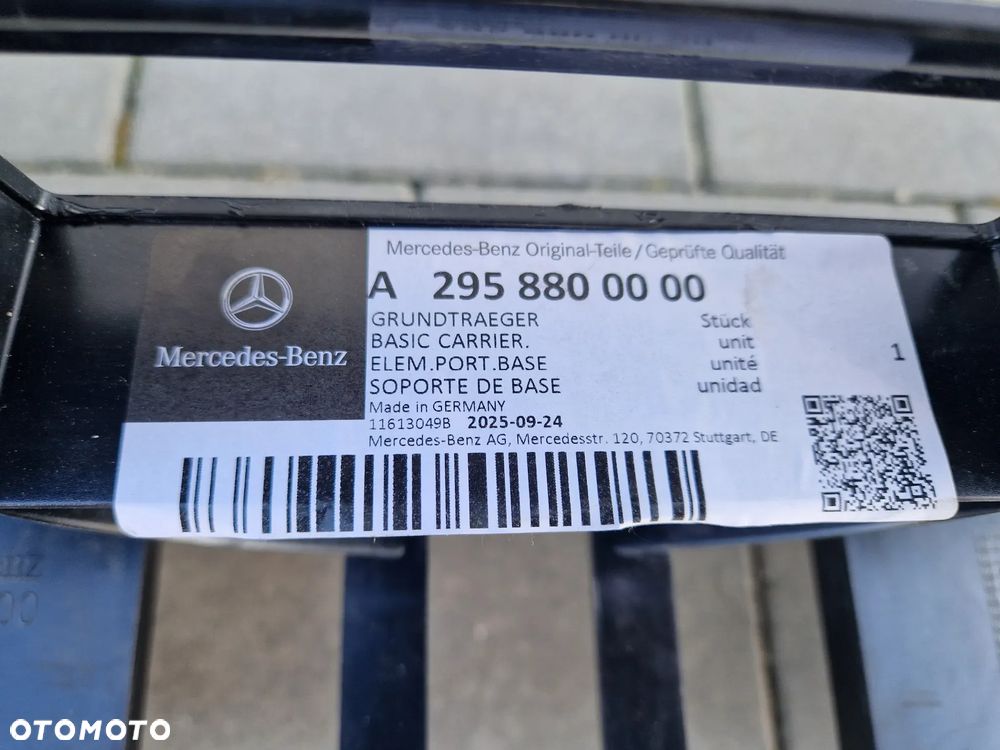 Mercedes-Benz Original-Teile/Geprüfte Qualität
A 295 880 00 00
GRUNDTRAEGER Stück
BASIC CARRIER. unit
ELEM.PORT.BASE unité
SOPORTE DE BASE unidad
1
Mercedes-Benz
Made in GERMANY
11613049B 2025-09-24
Mercedes-Benz AG, Mercedesstr. 120, 70372 Stuttgart, DE
OTOMOTO